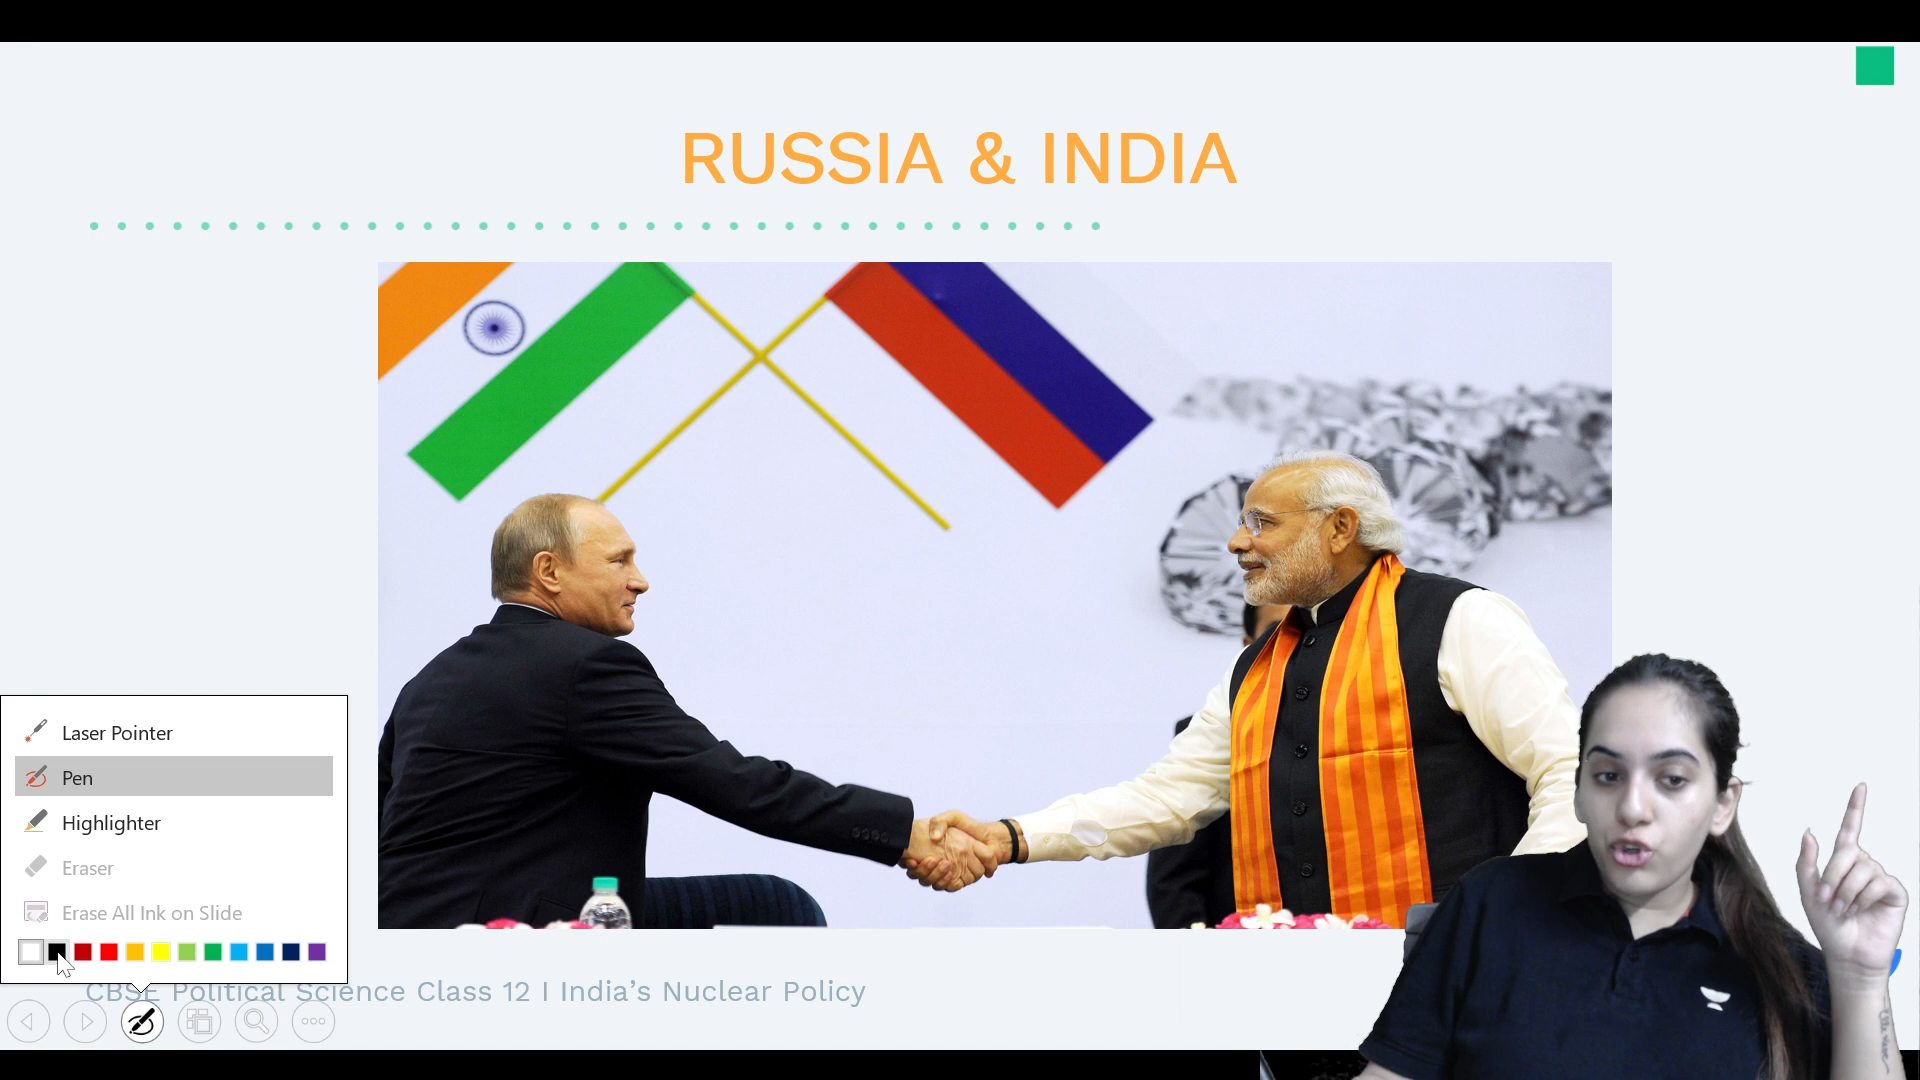 RUSSIA & INDIA
Laser Pointer
Pen
Highlighter
Eraser
Erase All Ink on Slide
CBSE Political Science Class 12 I India's Nuclear Policy